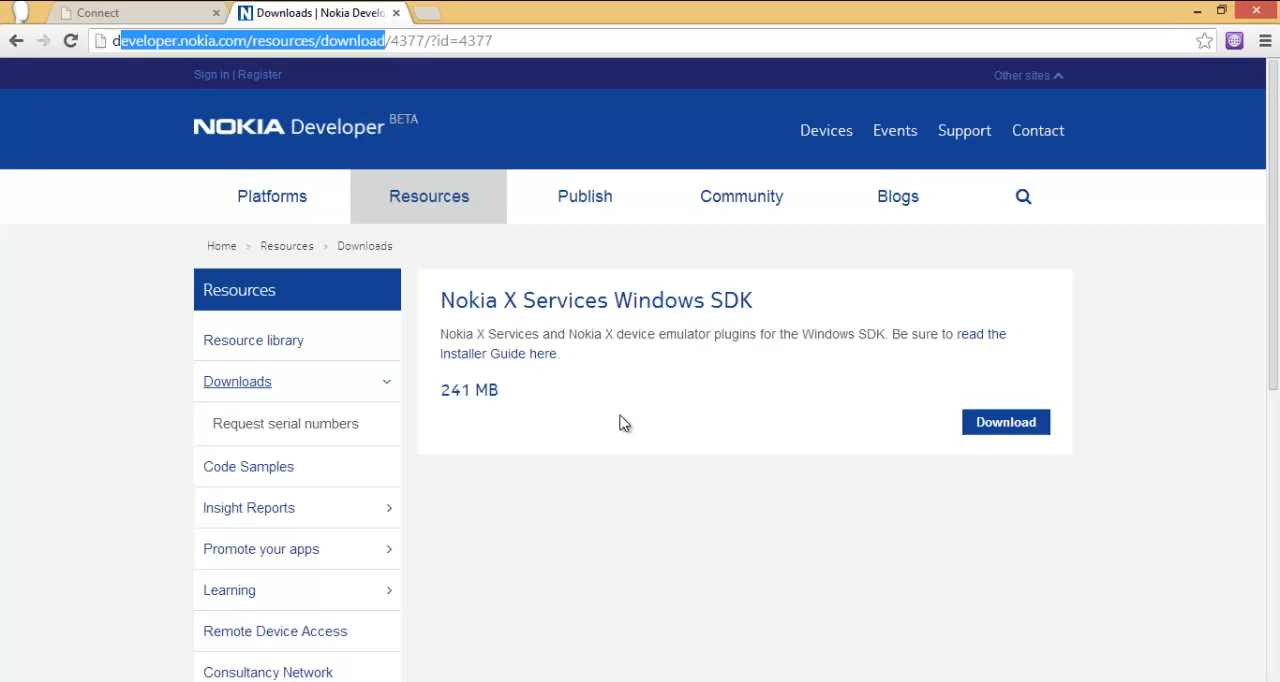 Connect
Downloads | Nokia Develo
developer.nokia.com/resources/download/4377/?id=4377
Sign in | Register
Other sites
NOKIA Developer BETA
Devices Events Support Contact
Platforms Resources Publish Community Blogs
Home > Resources > Downloads
Resources
Resource library
Downloads
Request serial numbers
Code Samples
Insight Reports
Promote your apps
Learning
Remote Device Access
Consultancy Network
Nokia X Services Windows SDK
Nokia X Services and Nokia X device emulator plugins for the Windows SDK. Be sure to read the
Installer Guide here.
241 MB
Download